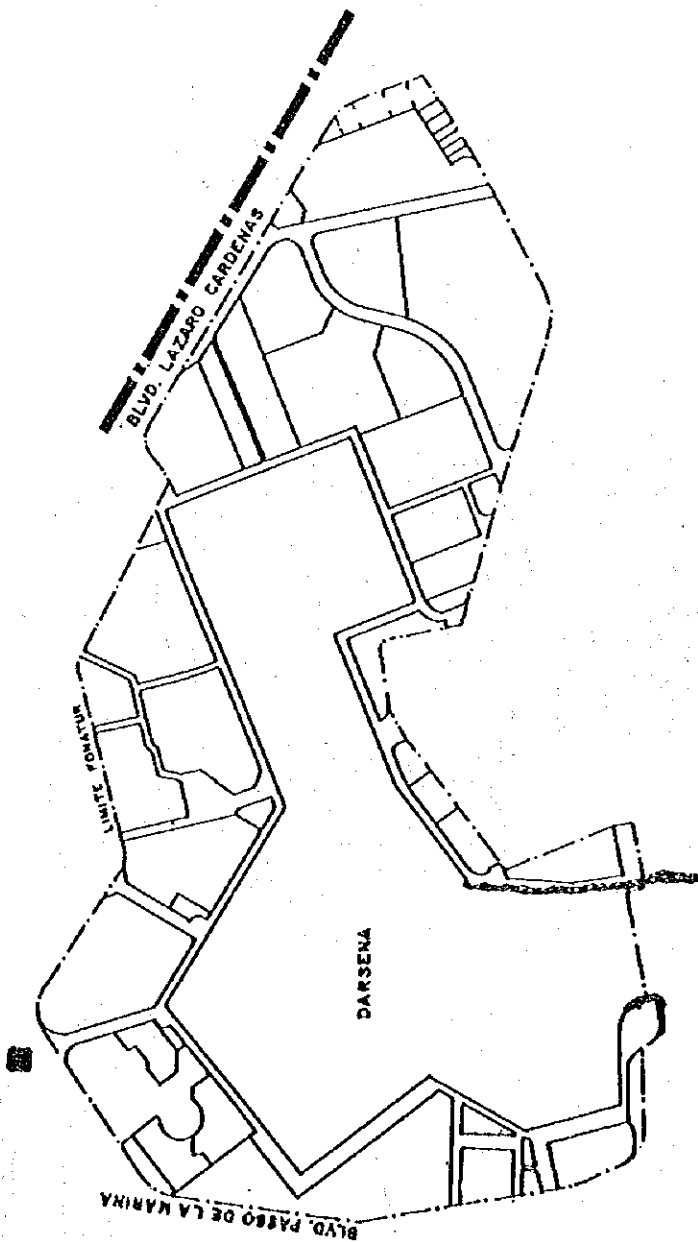 BLVD. LAZARO CARDENAS
LIMITE FONATUR
DARSENA
BLVD. PASEO DE LA MARINA